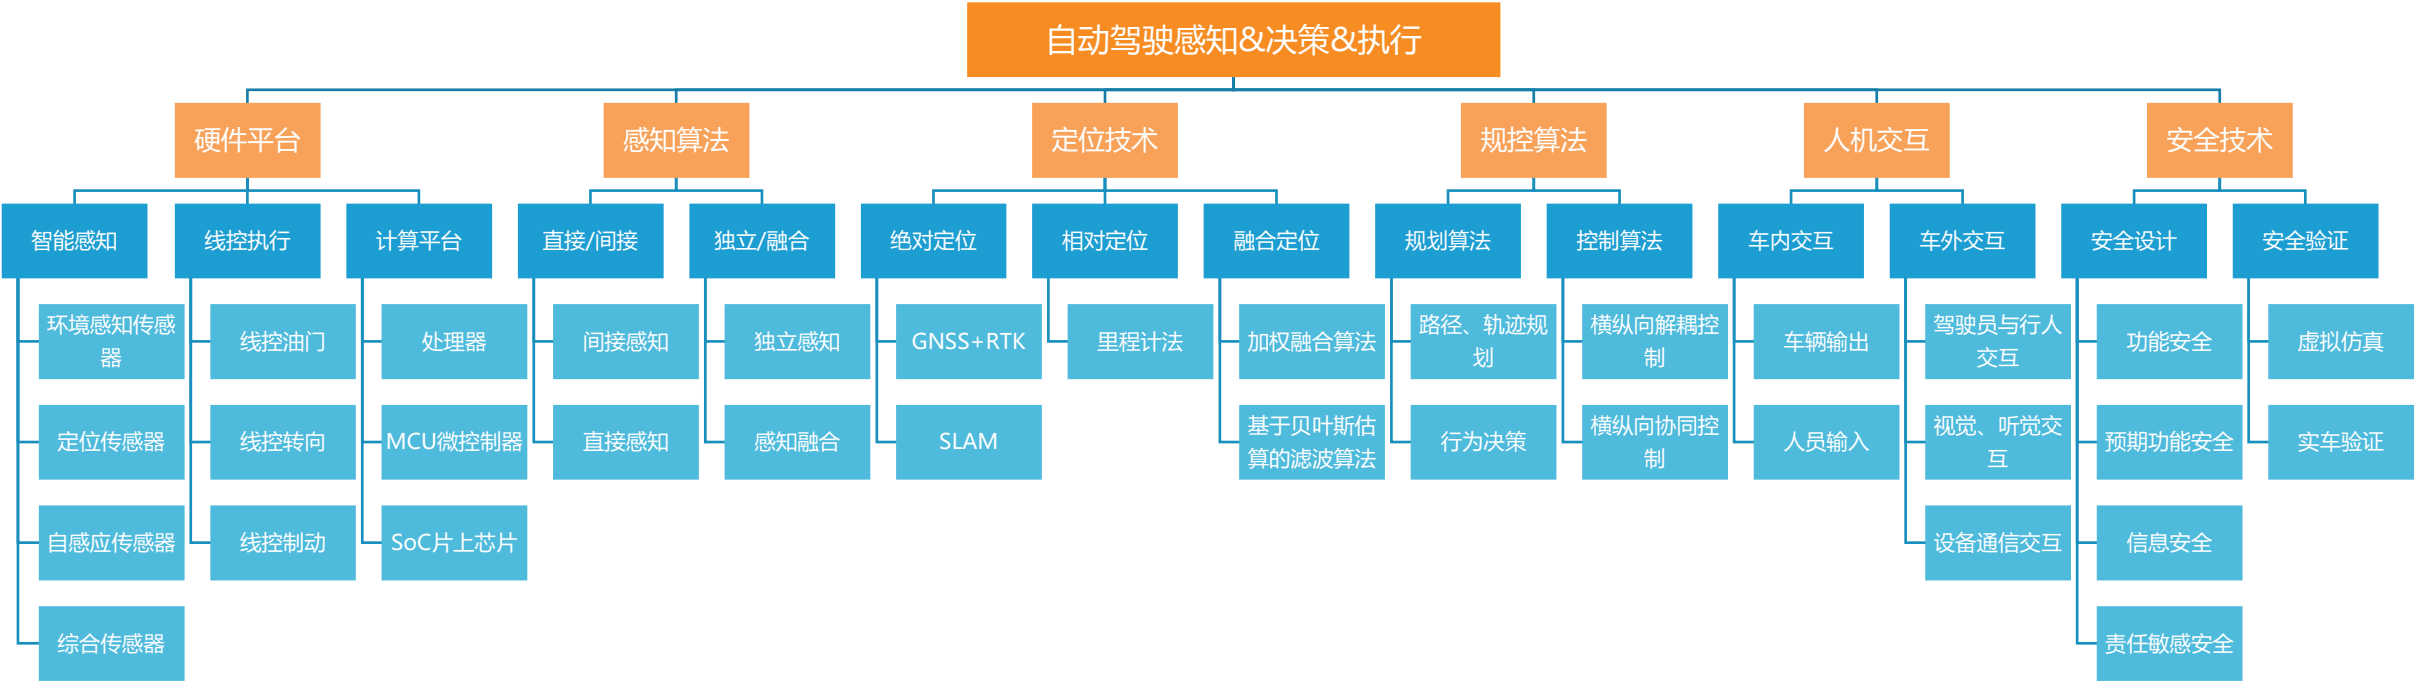 自动驾驶感知&决策&执行
硬件平台
感知算法
定位技术
规控算法
人机交互
安全技术
智能感知
线控执行
计算平台
直接/间接
独立/融合
绝对定位
相对定位
融合定位
规划算法
控制算法
车内交互
车外交互
安全设计
安全验证
环境感知传感
器
线控油门
处理器
间接感知
独立感知
GNSS+RTK
里程计法
加权融合算法
路径、轨迹规
划
横纵向解耦控
制
车辆输出
驾驶员与行人
交互
功能安全
虚拟仿真
定位传感器
线控转向
MCU微控制器
直接感知
感知融合
SLAM
基于贝叶斯估
算的滤波算法
行为决策
横纵向协同控
制
人员输入
视觉、听觉交
互
预期功能安全
实车验证
自感应传感器
线控制动
SoC片上芯片
设备通信交互
信息安全
综合传感器
责任敏感安全